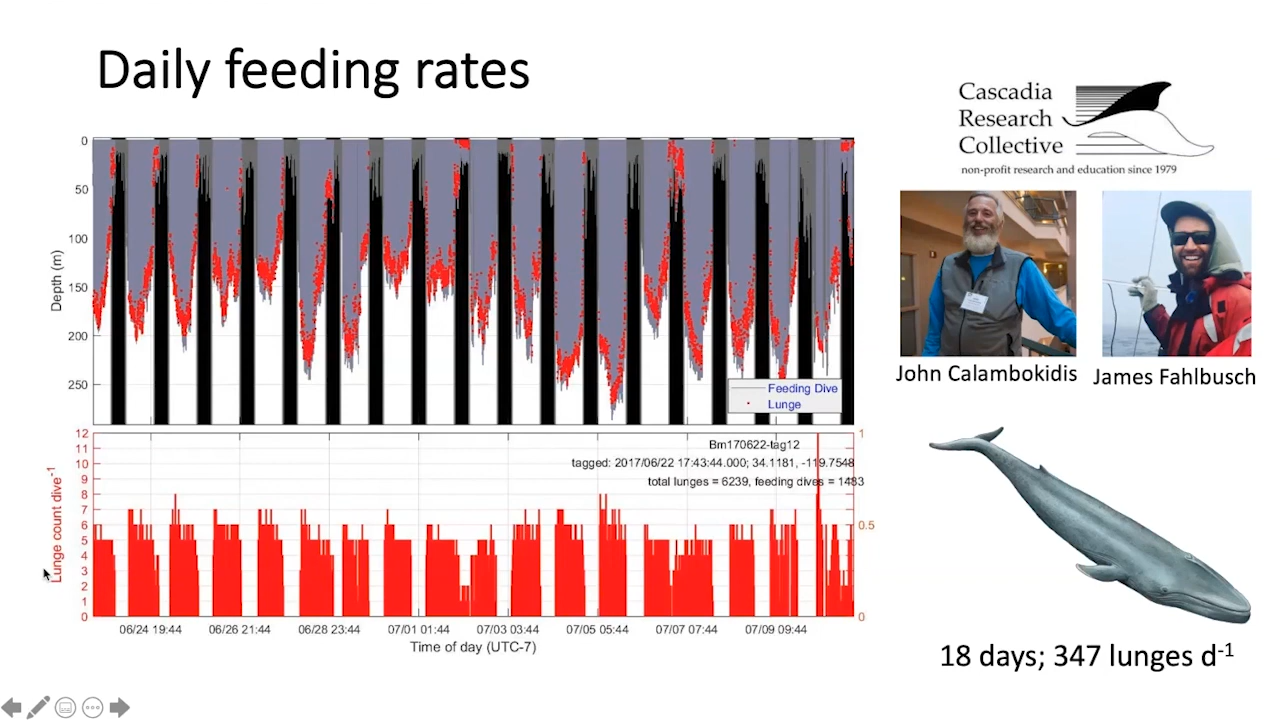 Daily feeding rates
Cascadia
Research
Collective
non-profit research and education since 1979
0
50
100
150
200
250
Depth (m)
Feeding Dive
Lunge
John Calambokidis
James Fahlbusch
12
11
10
9
8
7
6
5
4
3
2
1
0
Lunge count dive-1
1
0.5
0
Bm170622-tag12
tagged: 2017/06/22 17:43:44.000; 34.1181, -119.7548
total lunges = 6239, feeding dives = 1483
06/24 19:44
06/26 21:44
06/28 23:44
07/01 01:44
07/03 03:44
07/05 05:44
07/07 07:44
07/09 09:44
Time of day (UTC-7)
18 days; 347 lunges d-1